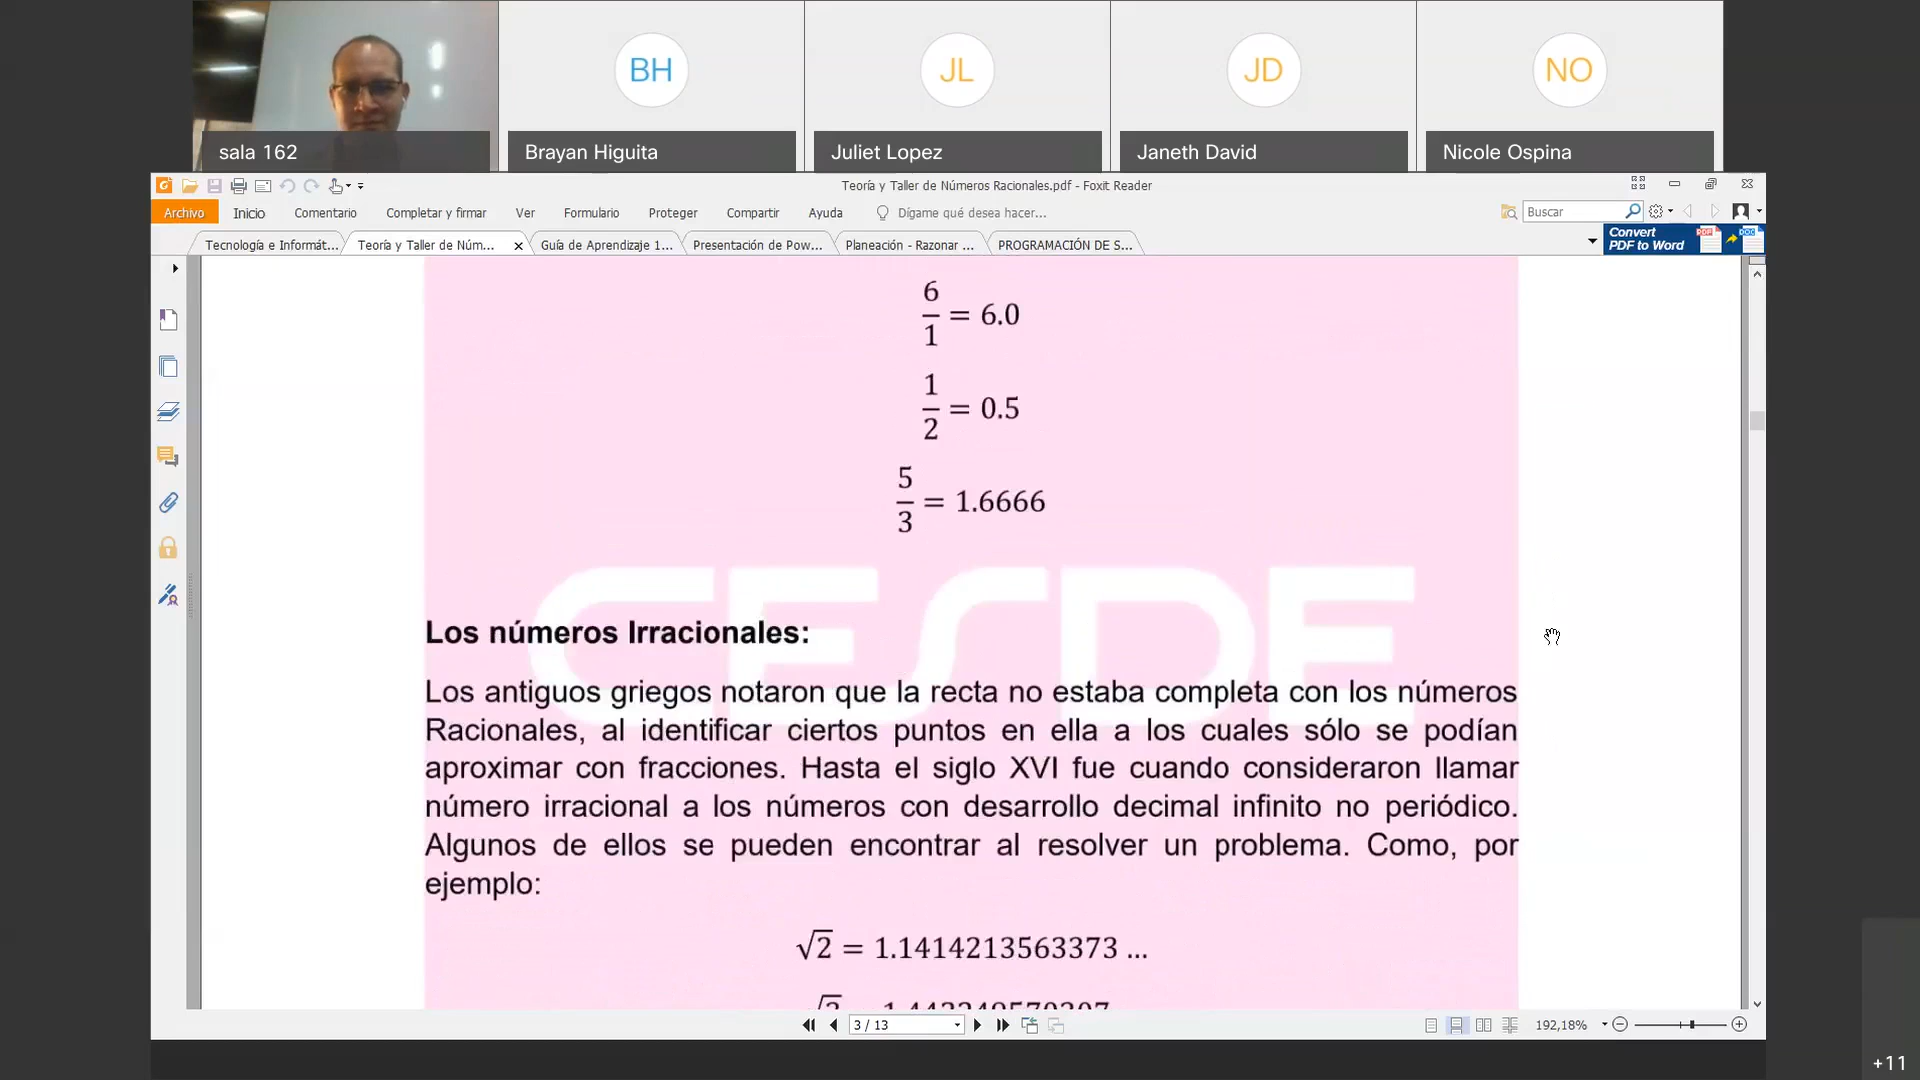 BH
JL
JD
NO
sala 162
Brayan Higuita
Juliet Lopez
Janeth David
Nicole Ospina
Teoría y Taller de Números Racionales.pdf - Foxit Reader
Archivo Inicio Comentario Completar y firmar Ver Formulario Proteger Compartir Ayuda Dígame qué desea hacer... Buscar
Tecnología e Informát... Teoría y Taller de Núm... Guía de Aprendizaje 1... Presentación de Pow... Planeación - Razonar ... PROGRAMACIÓN DE S...
Convert
PDF to Word
PDF
DOC
6/1 = 6.0
1/2 = 0.5
5/3 = 1.6666
CESDE
Los números Irracionales:
Los antiguos griegos notaron que la recta no estaba completa con los números
Racionales, al identificar ciertos puntos en ella a los cuales sólo se podían
aproximar con fracciones. Hasta el siglo XVI fue cuando consideraron llamar
número irracional a los números con desarrollo decimal infinito no periódico.
Algunos de ellos se pueden encontrar al resolver un problema. Como, por
ejemplo:
√2 = 1.1414213563373 ...
3 / 13
192,18%
+11